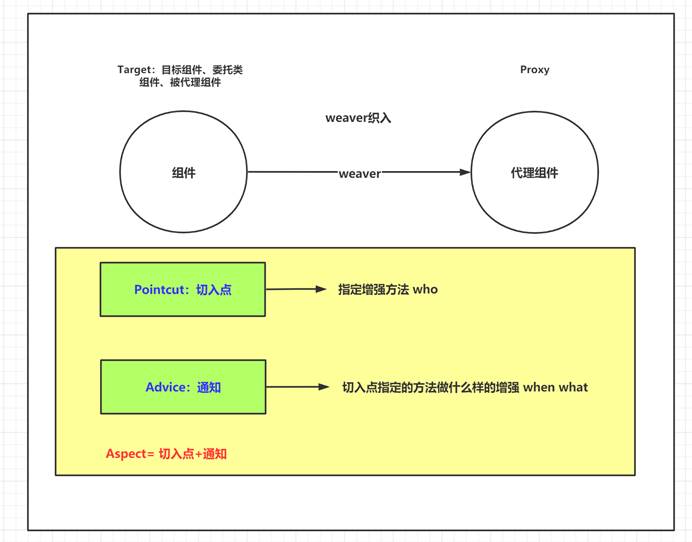 Target：目标组件、委托类
组件、被代理组件
Proxy
weaver织入
组件
weaver
代理组件
Pointcut：切入点
指定增强方法 who
Advice：通知
切入点指定的方法做什么样的增强 when what
Aspect= 切入点+通知